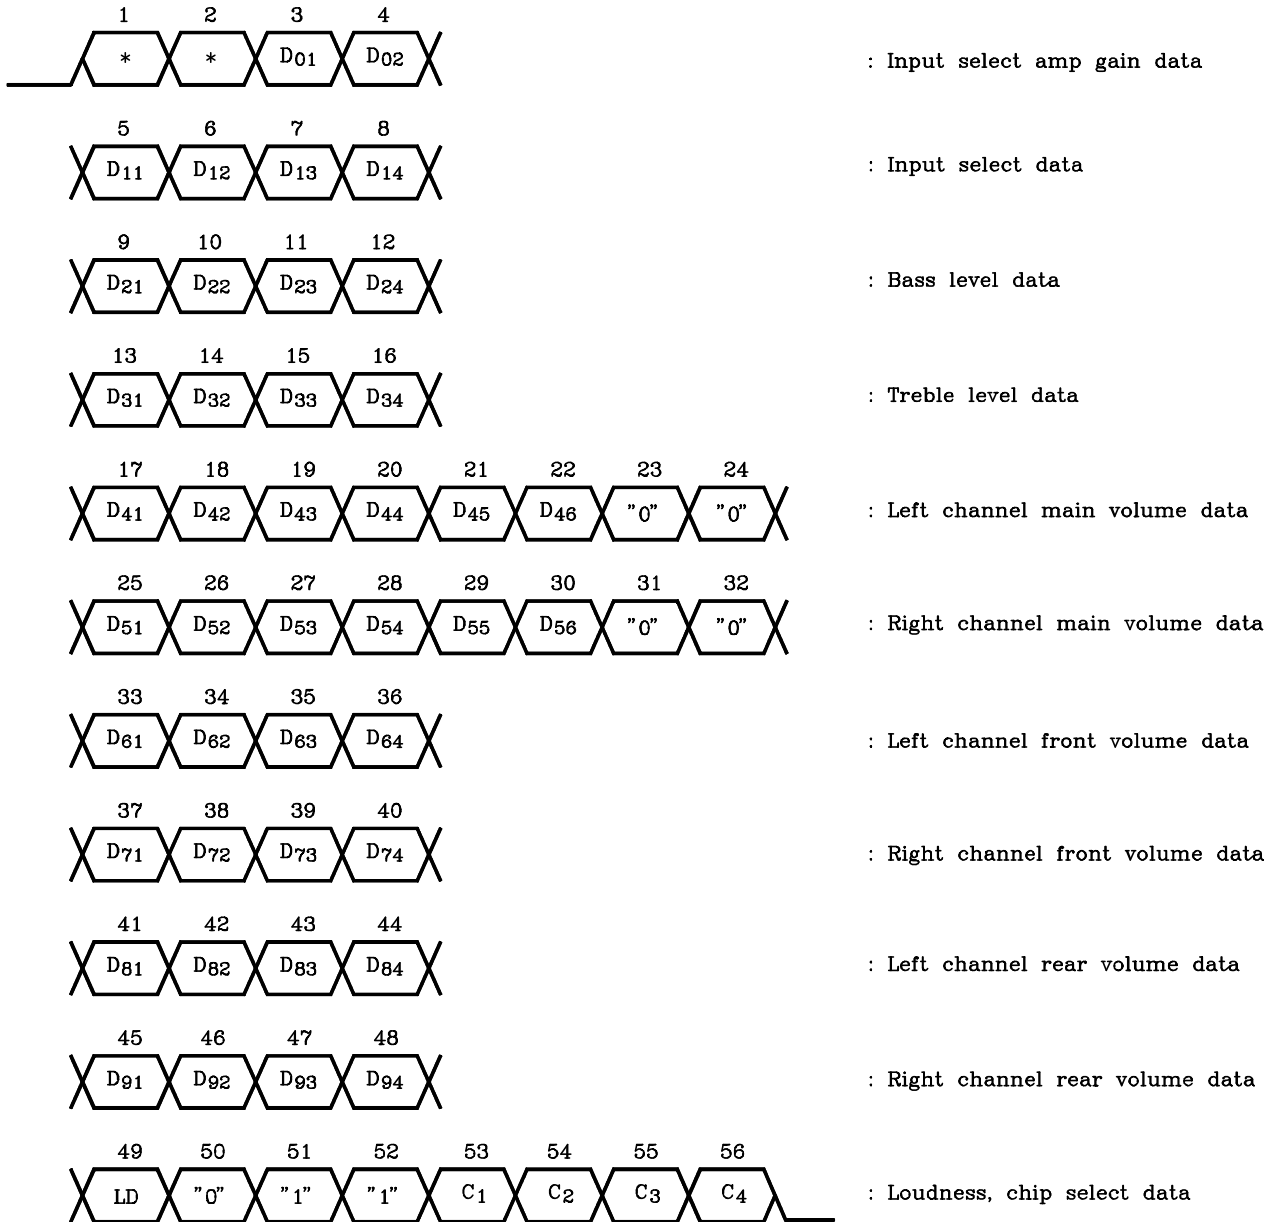 1 2 3 4
* * D01 D02 : Input select amp gain data
5 6 7 8
D11 D12 D13 D14 : Input select data
9 10 11 12
D21 D22 D23 D24 : Bass level data
13 14 15 16
D31 D32 D33 D34 : Treble level data
17 18 19 20 21 22 23 24
D41 D42 D43 D44 D45 D46 "0" "0" : Left channel main volume data
25 26 27 28 29 30 31 32
D51 D52 D53 D54 D55 D56 "0" "0" : Right channel main volume data
33 34 35 36
D61 D62 D63 D64 : Left channel front volume data
37 38 39 40
D71 D72 D73 D74 : Right channel front volume data
41 42 43 44
D81 D82 D83 D84 : Left channel rear volume data
45 46 47 48
D91 D92 D93 D94 : Right channel rear volume data
49 50 51 52 53 54 55 56
LD "0" "1" "1" C1 C2 C3 C4 : Loudness, chip select data